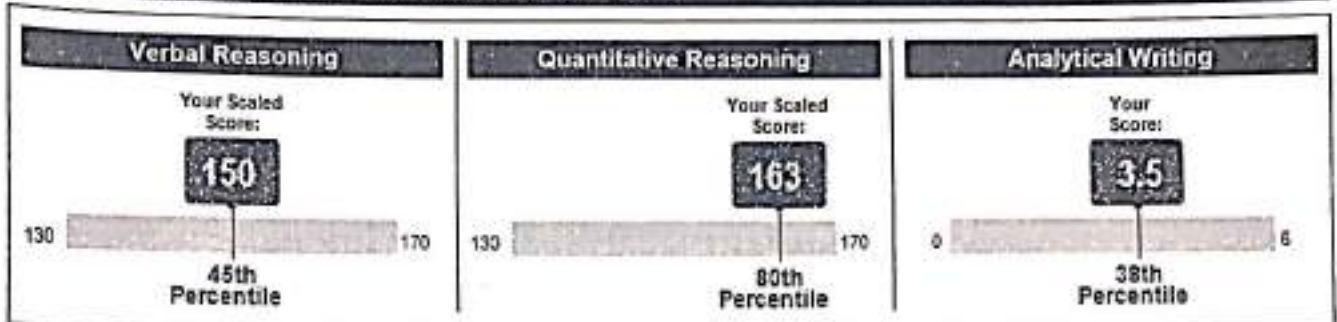 Verbal Reasoning
Your Scaled
Score:
150
130
170
45th
Percentile
Quantitative Reasoning
Your Scaled
Score:
163
130
170
80th
Percentile
Analytical Writing
Your
Score:
3.5
0
6
38th
Percentile